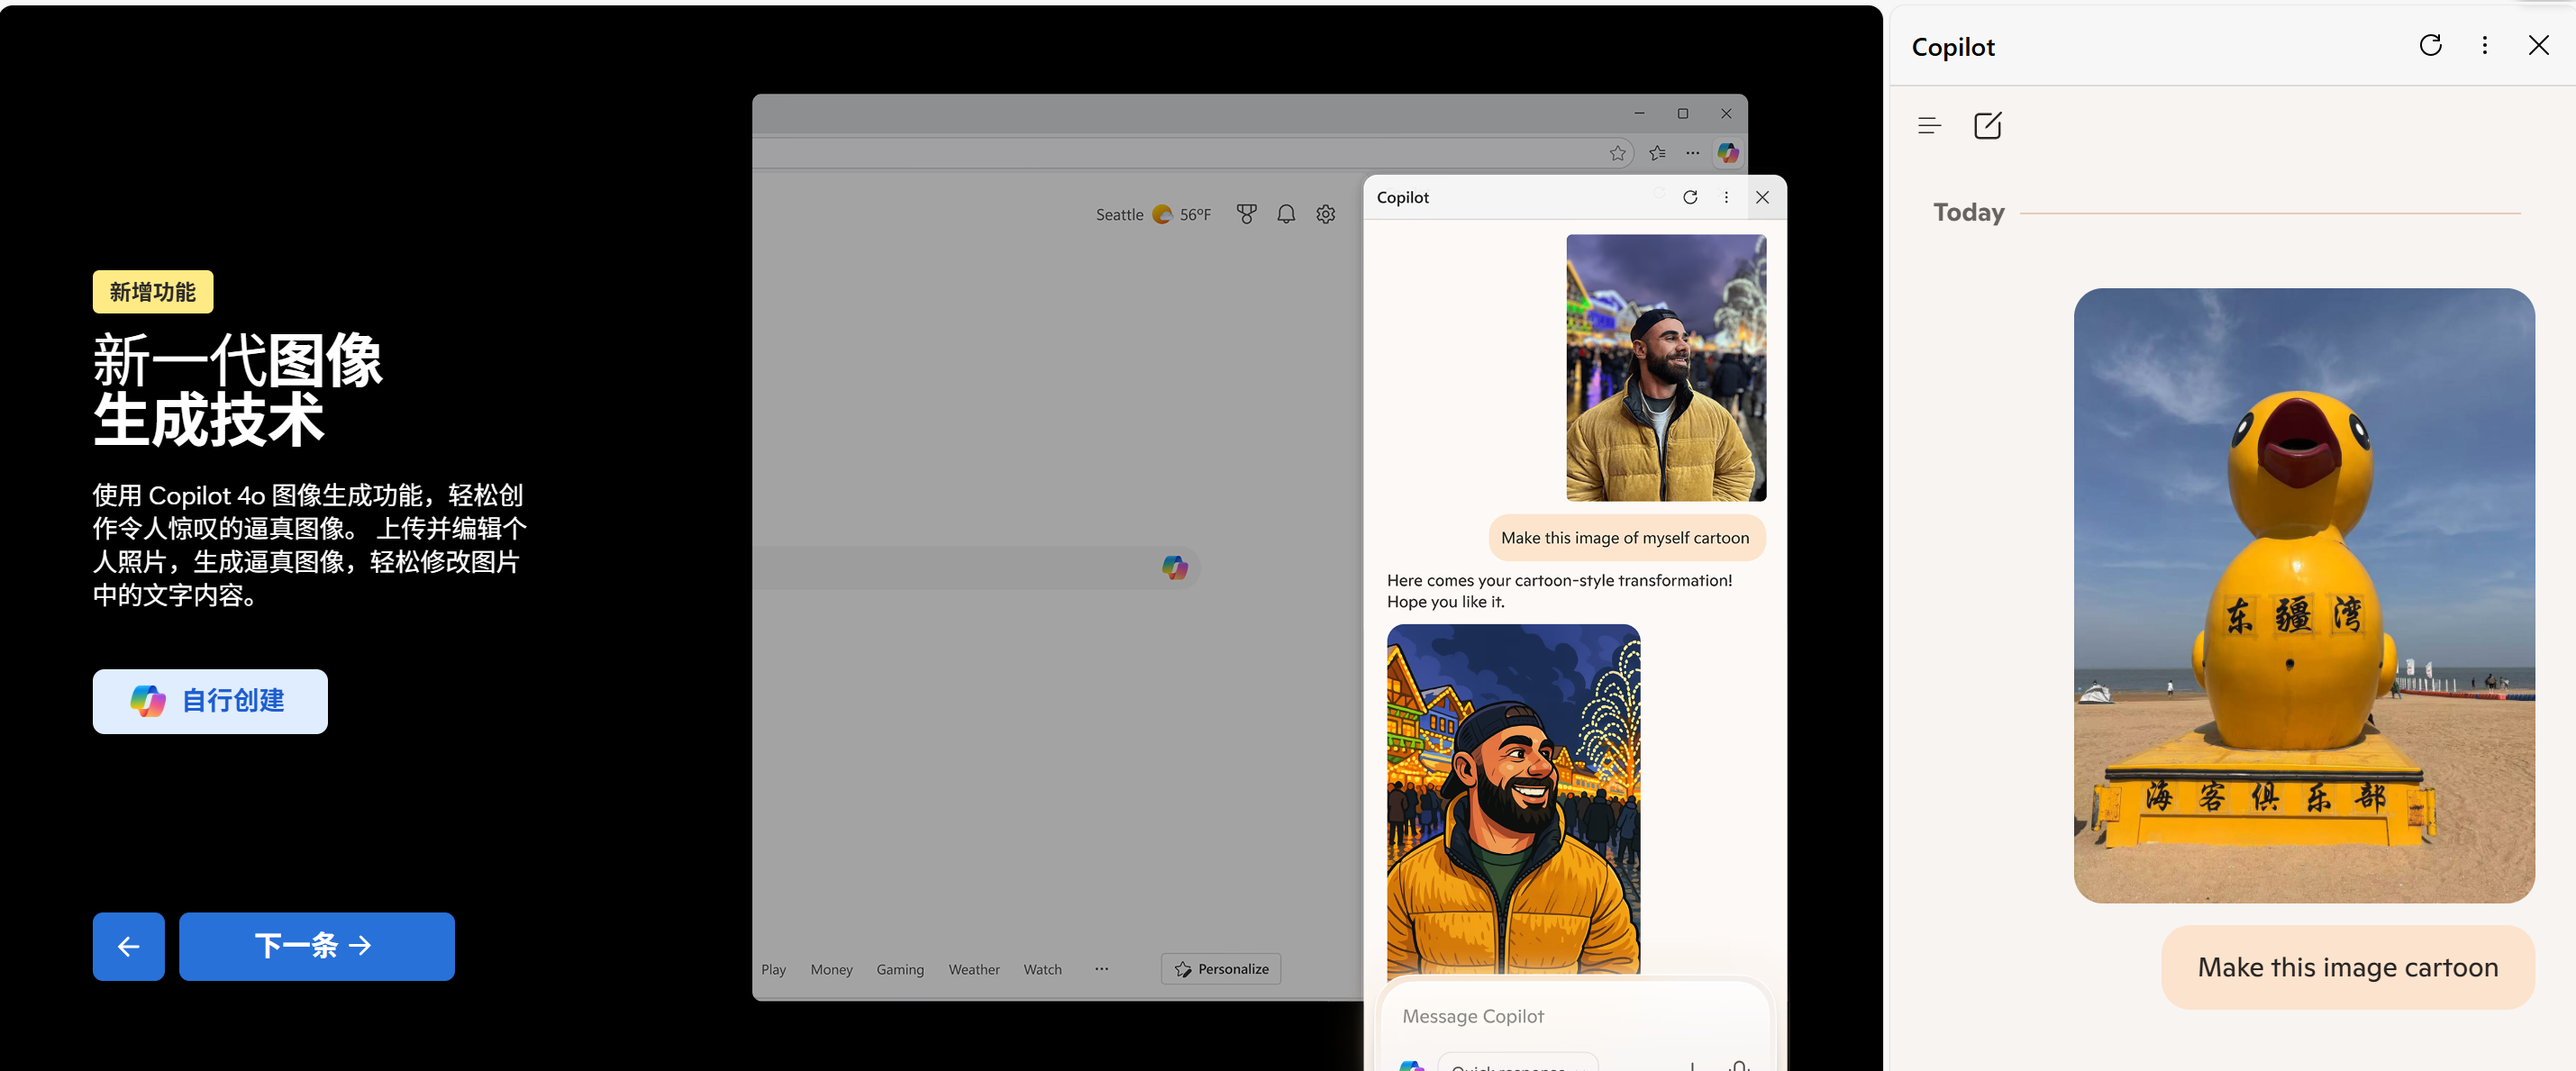 新增功能
新一代图像
生成技术
使用 Copilot 4o 图像生成功能，轻松创
作令人惊叹的逼真图像。 上传并编辑个
人照片，生成逼真图像，轻松修改图片
中的文字内容。
自行创建
下一条
Seattle 56°F
Play Money Gaming Weather Watch Personalize
Copilot
Make this image of myself cartoon
Here comes your cartoon-style transformation!
Hope you like it.
Message Copilot
Quick response
Copilot
Today
东疆湾
海客俱乐部
Make this image cartoon